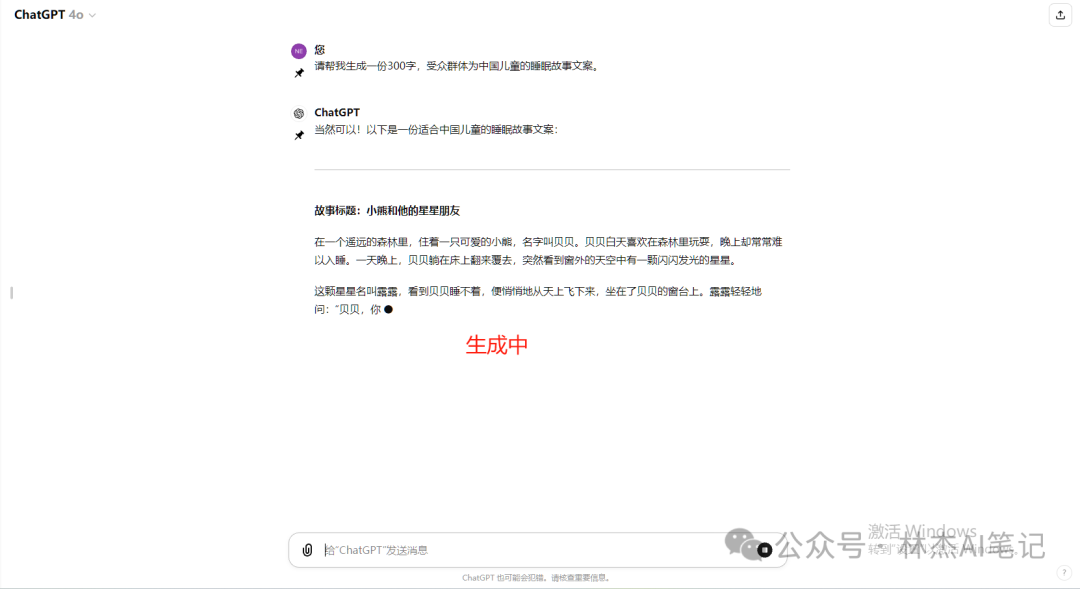 ChatGPT 4o
NE
您
请帮我生成一份300字，受众群体为中国儿童的睡眠故事文案。
ChatGPT
当然可以！以下是一份适合中国儿童的睡眠故事文案：
故事标题：小熊和他的星星朋友
在一个遥远的森林里，住着一只可爱的小熊，名字叫贝贝。贝贝白天喜欢在森林里玩耍，晚上却常常难
以入睡。一天晚上，贝贝躺在床上翻来覆去，突然看到窗外的天空中有一颗闪闪发光的星星。
这颗星星名叫露露，看到贝贝睡不着，便悄悄地从天上飞下来，坐在了贝贝的窗台上。露露轻轻地
问：“贝贝，你
生成中
激活 Windows
给“ChatGPT”发送消息
公众号 · 林杰AI笔记
ChatGPT 也可能会犯错。请核查重要信息。
?